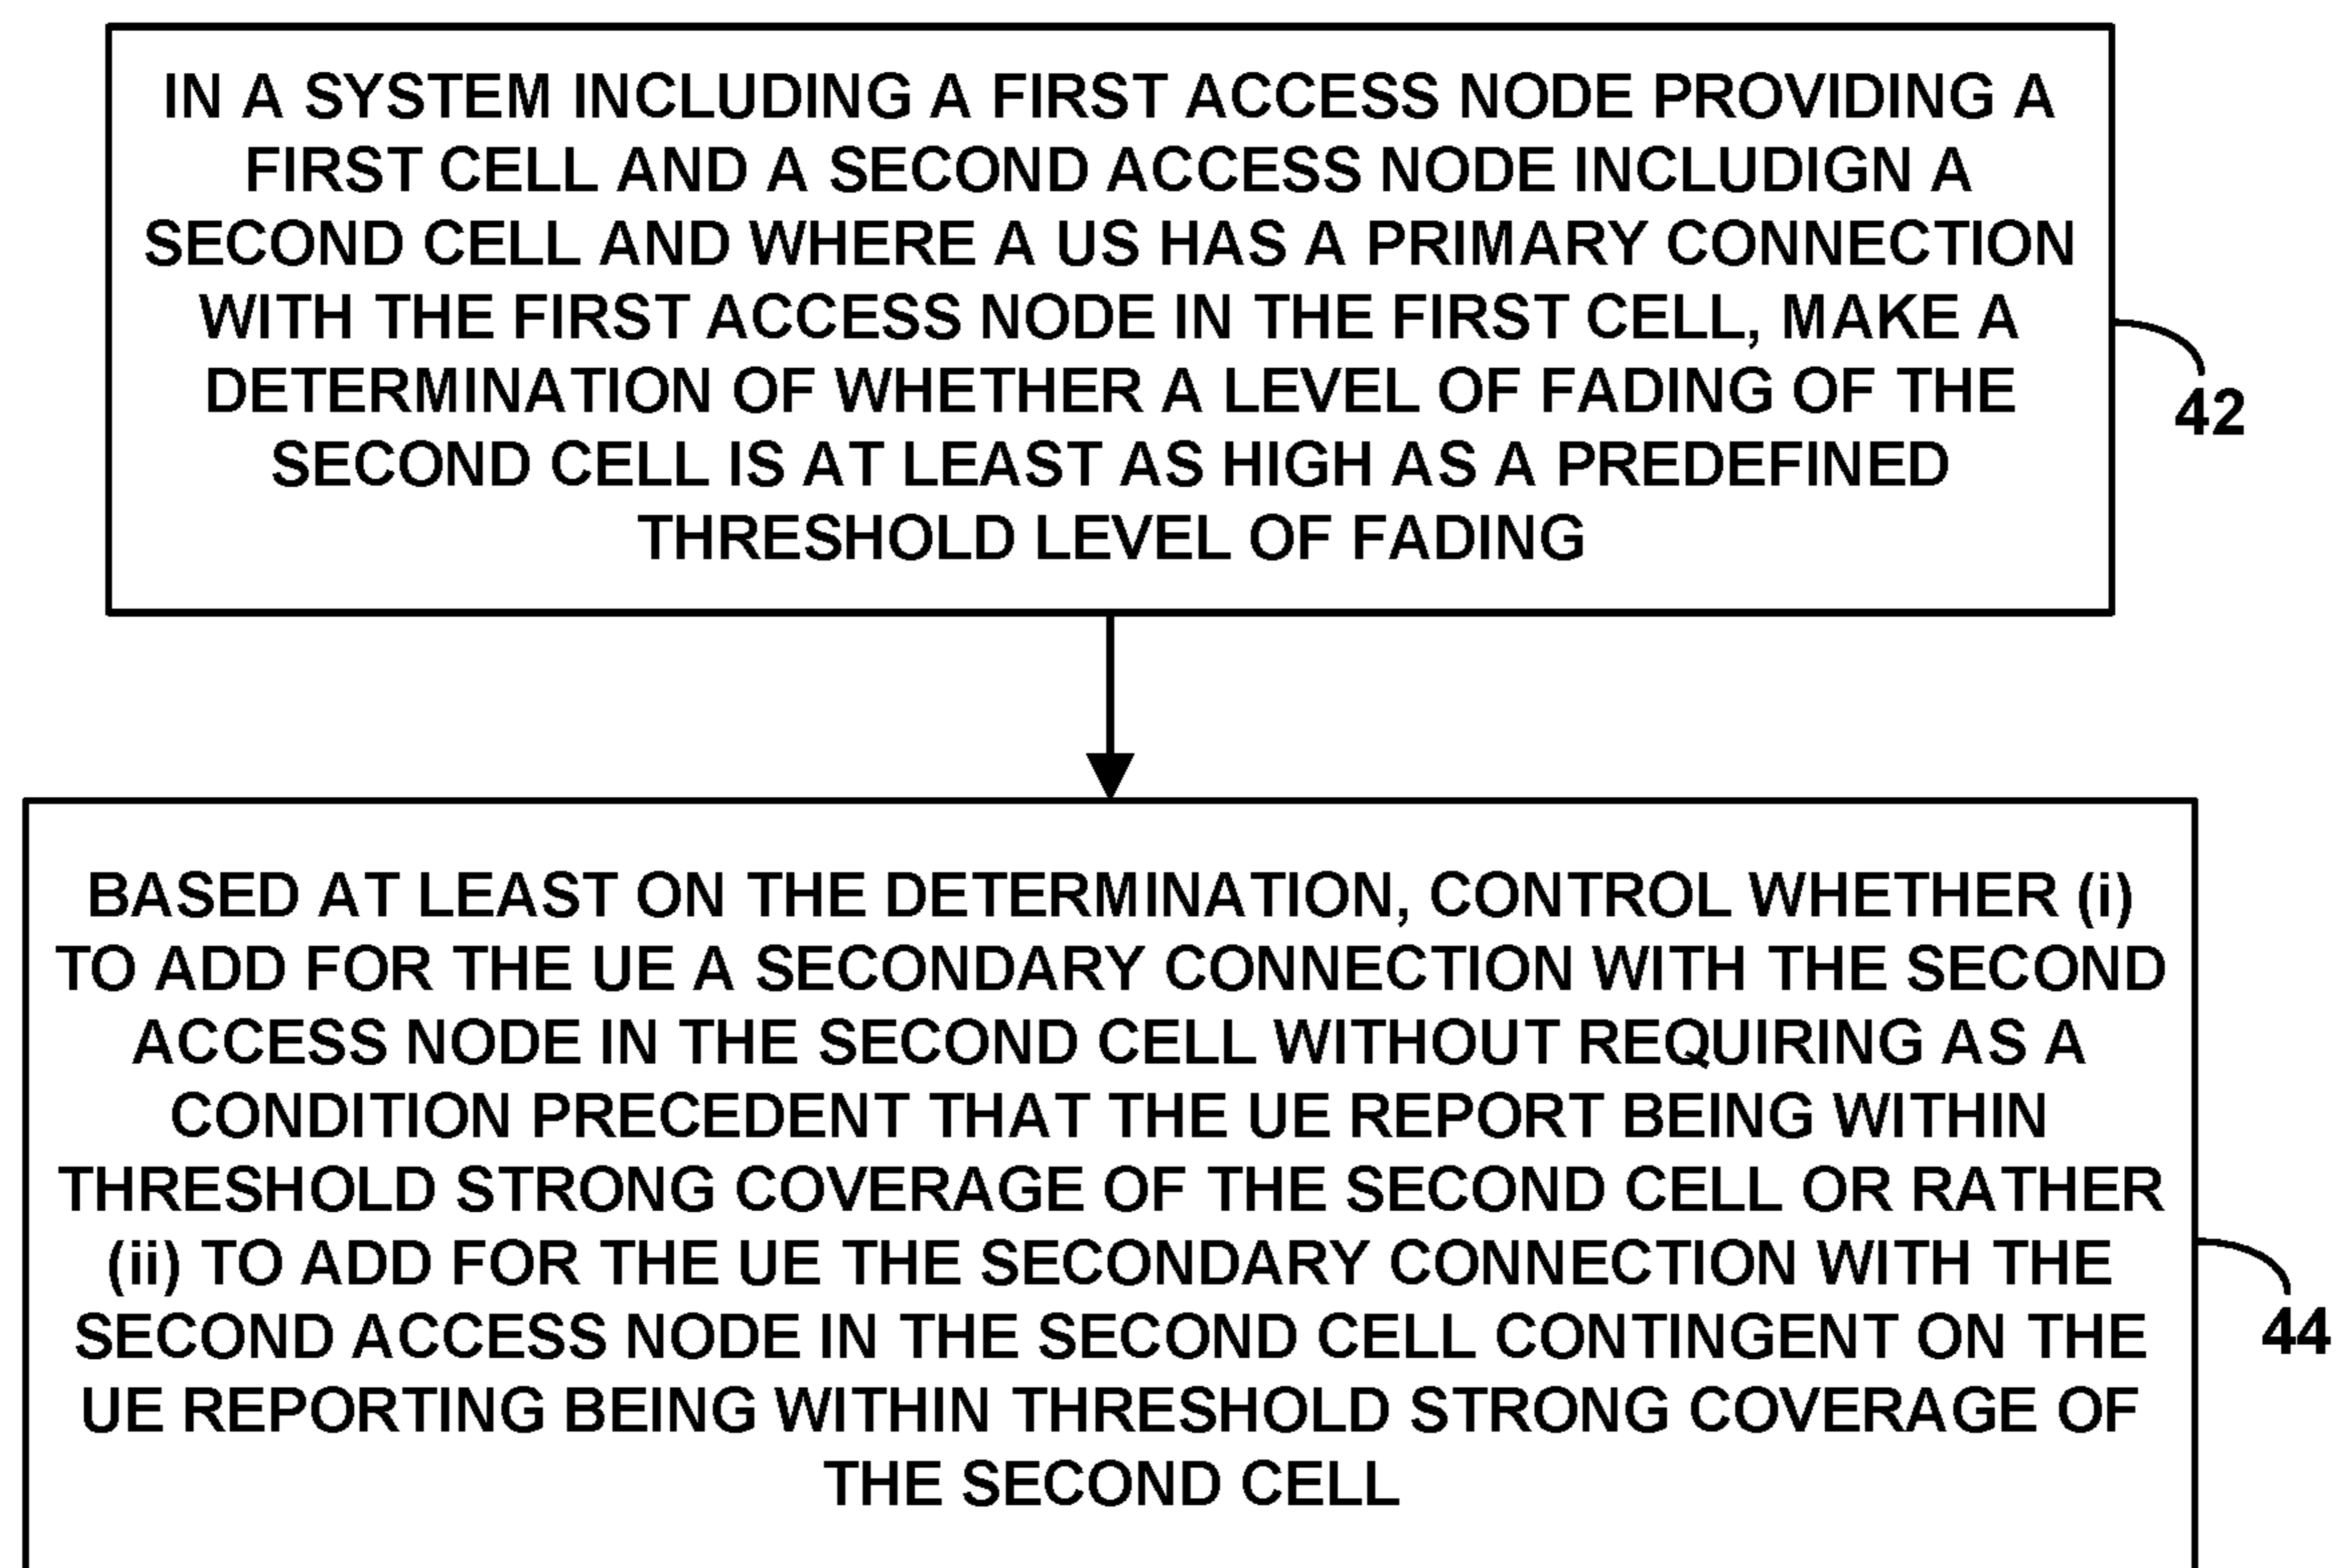 IN A SYSTEM INCLUDING A FIRST ACCESS NODE PROVIDING A
FIRST CELL AND A SECOND ACCESS NODE INCLUDIGN A
SECOND CELL AND WHERE A US HAS A PRIMARY CONNECTION
WITH THE FIRST ACCESS NODE IN THE FIRST CELL, MAKE A
DETERMINATION OF WHETHER A LEVEL OF FADING OF THE
SECOND CELL IS AT LEAST AS HIGH AS A PREDEFINED
THRESHOLD LEVEL OF FADING
42
BASED AT LEAST ON THE DETERMINATION, CONTROL WHETHER (i)
TO ADD FOR THE UE A SECONDARY CONNECTION WITH THE SECOND
ACCESS NODE IN THE SECOND CELL WITHOUT REQUIRING AS A
CONDITION PRECEDENT THAT THE UE REPORT BEING WITHIN
THRESHOLD STRONG COVERAGE OF THE SECOND CELL OR RATHER
(ii) TO ADD FOR THE UE THE SECONDARY CONNECTION WITH THE
SECOND ACCESS NODE IN THE SECOND CELL CONTINGENT ON THE
UE REPORTING BEING WITHIN THRESHOLD STRONG COVERAGE OF
THE SECOND CELL
44